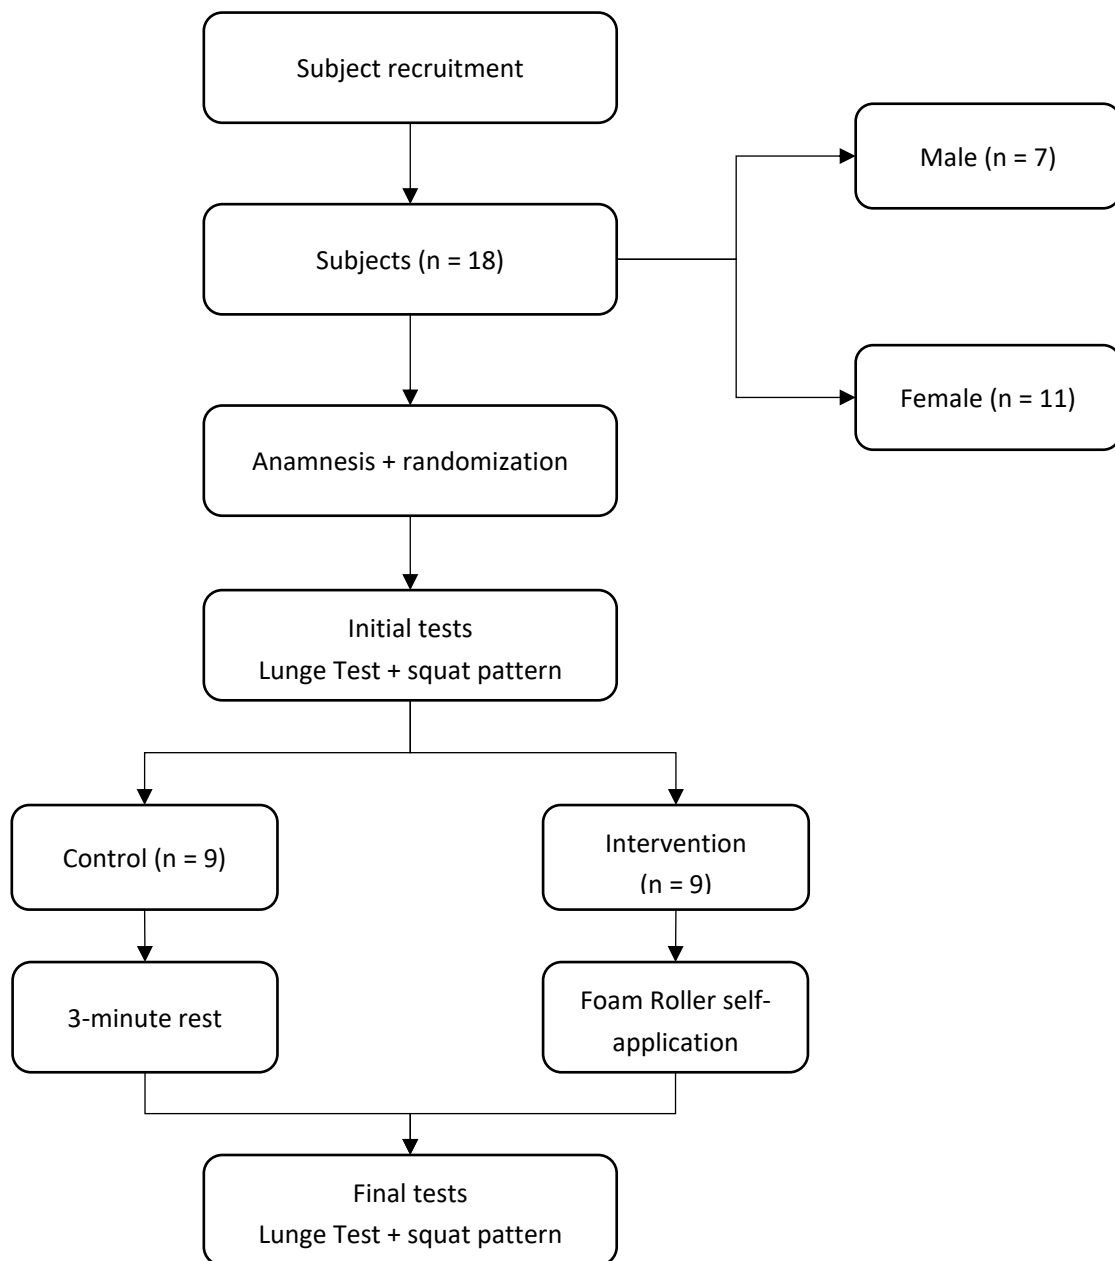 Subject recruitment
Male (n = 7)
Subjects (n = 18)
Female (n = 11)
Anamnesis + randomization
Initial tests
Lunge Test + squat pattern
Control (n = 9)
Intervention
(n = 9)
3-minute rest
Foam Roller self-
application
Final tests
Lunge Test + squat pattern